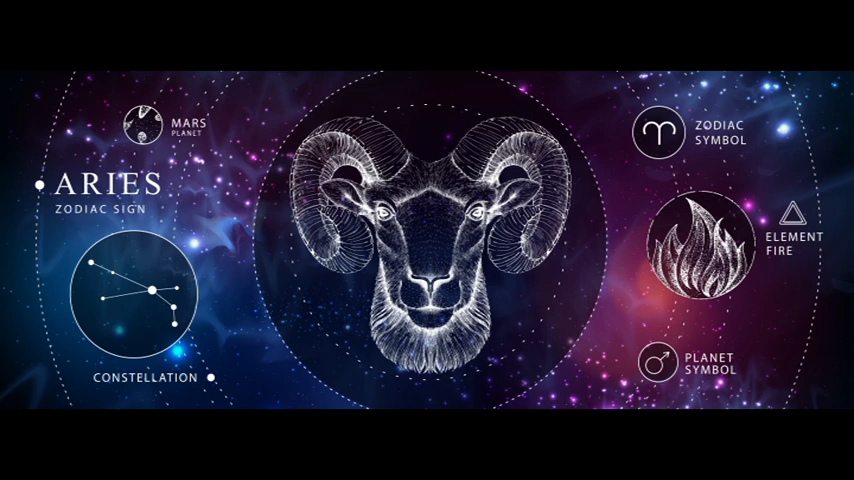 MARS
PLANET
ARIES
ZODIAC SIGN
CONSTELLATION
ZODIAC
SYMBOL
ELEMENT
FIRE
PLANET
SYMBOL